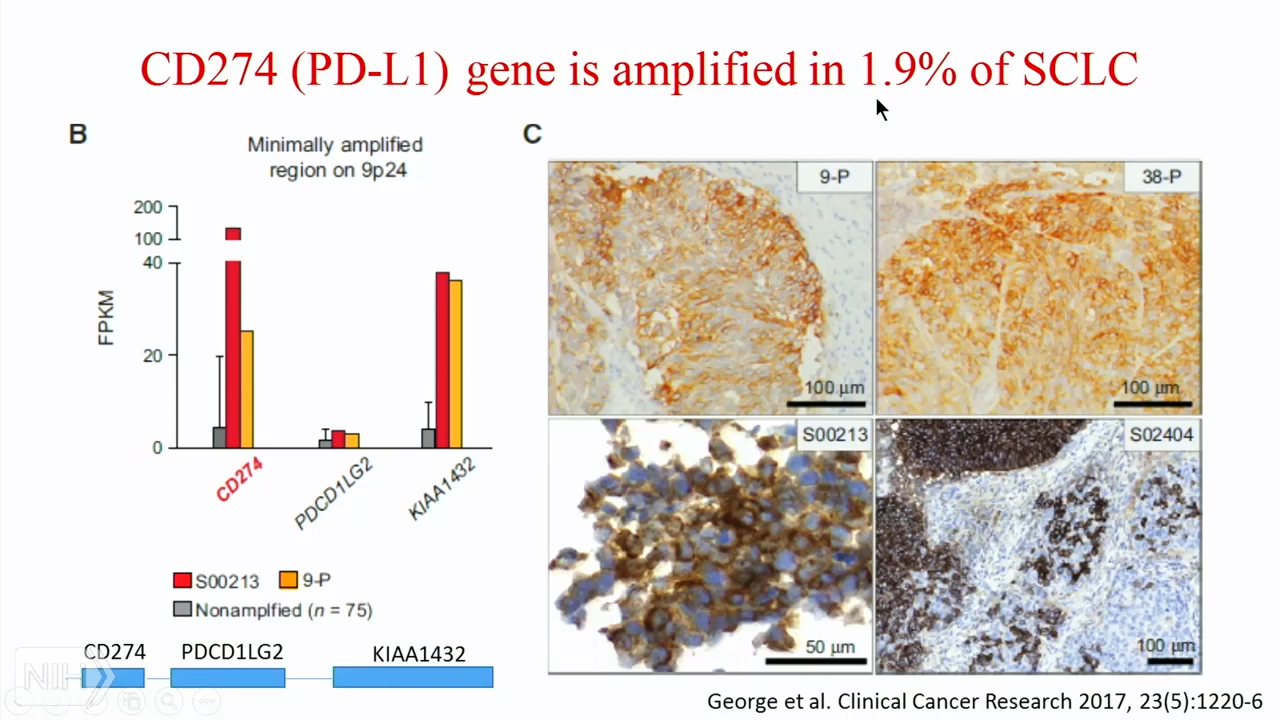 CD274 (PD-L1) gene is amplified in 1.9% of SCLC
B
Minimally amplified
region on 9p24
200
100
40
20
0
FPKM
CD274
PDCD1LG2
KIAA1432
S00213
9-P
Nonamplfied (n = 75)
CD274
PDCD1LG2
KIAA1432
NIH
C
9-P
100 µm
38-P
100 µm
S00213
50 µm
S02404
100 µm
George et al. Clinical Cancer Research 2017, 23(5):1220-6